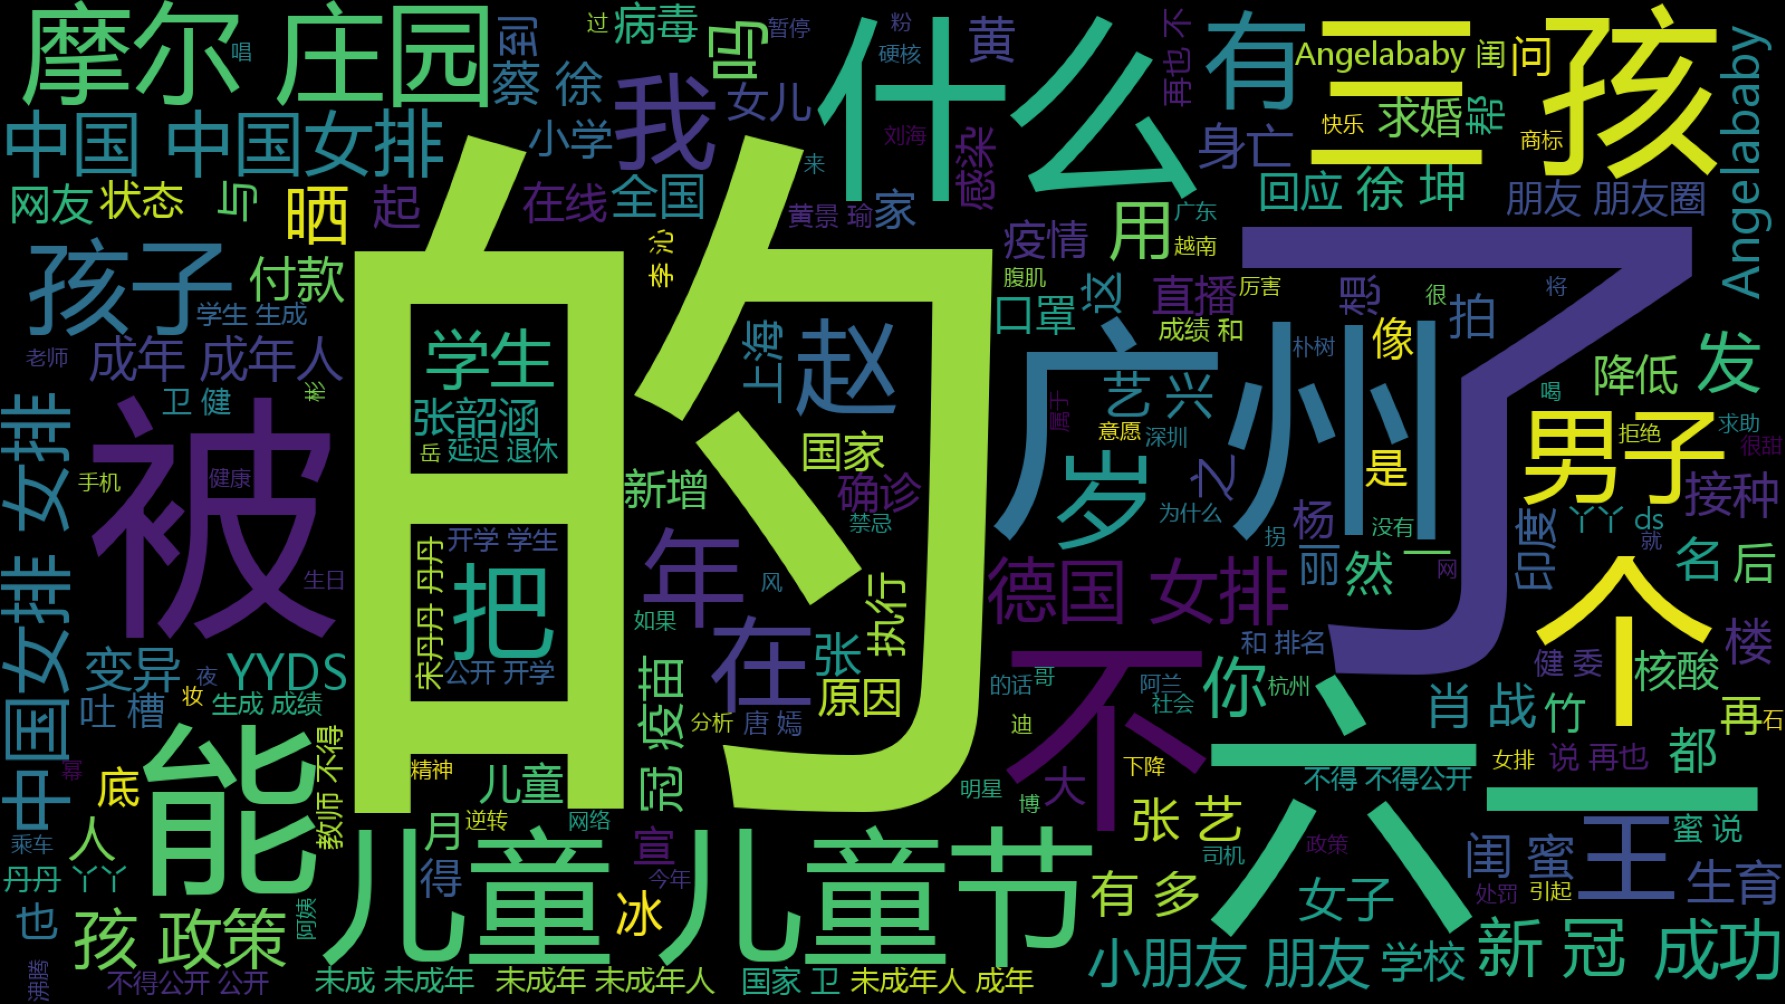 摩尔 庄园
唱
冠
过
病毒
粉
暂停
硬核
吗
黄
再也 不
有
三 孩
Angelababy 闺
问
Angelababy
蔡 徐
我
女儿
什么
刘海
快乐
求婚
帮
商标
中国 中国女排
小学
来
感染
身亡
网友
状态
与
晒
起
在线
全国
黄景 瑜
家
用
广东
回应 徐 坤
朋友 朋友圈
李 沁
疫情
越南
的
了
孩子
付款
腹肌
这
直播
厉害
想
很
拍
将
学生 生成
口罩
成绩 和
像
老师
成年 成年人
学生
上海
赵
广州
朴树
降低
发
卫 健
彬
张韶涵
艺 兴
属于
喝
中国女排 女排
被
岳
延迟 退休
国家
意愿
深圳
岁
之
是
男子
拒绝
求助
很甜
手机
健康
新增
确诊
接种
禁忌
为什么
拐
杨
没有
印度
丫丫 ds
就
开学 学生
宋丹丹 丹丹
把
年
风
执行
德国 女排
丽
然
一
网
名
后
生日
公开 开学
如果
在
张
原因
不
和 排名
你
杭州
个
健 委
核酸
楼
变异
夜
YYDS
妆
吐 槽
生成 成绩
冠 疫苗
分析
唐 嫣
的话
哥
阿兰
社会
迪
六
肖 战
竹
再
石
中国
幂
底
能
教师 不得
精神
儿童
明星
博
大
下降
不得 不得公开
女排
说 再也
都
乘车
人
月
逆转
网络
宣
今年
张 艺
司机
政策
王
闺 蜜
蜜 说
丹丹 丫丫
得
儿童 儿童节
有 多
女子
处罚
引起
生育
也
孩 政策
阿姨
冰
沸腾
不得公开 公开
未成 未成年
未成年 未成年人
国家 卫
未成年人 成年
小朋友 朋友
学校
新 冠
成功